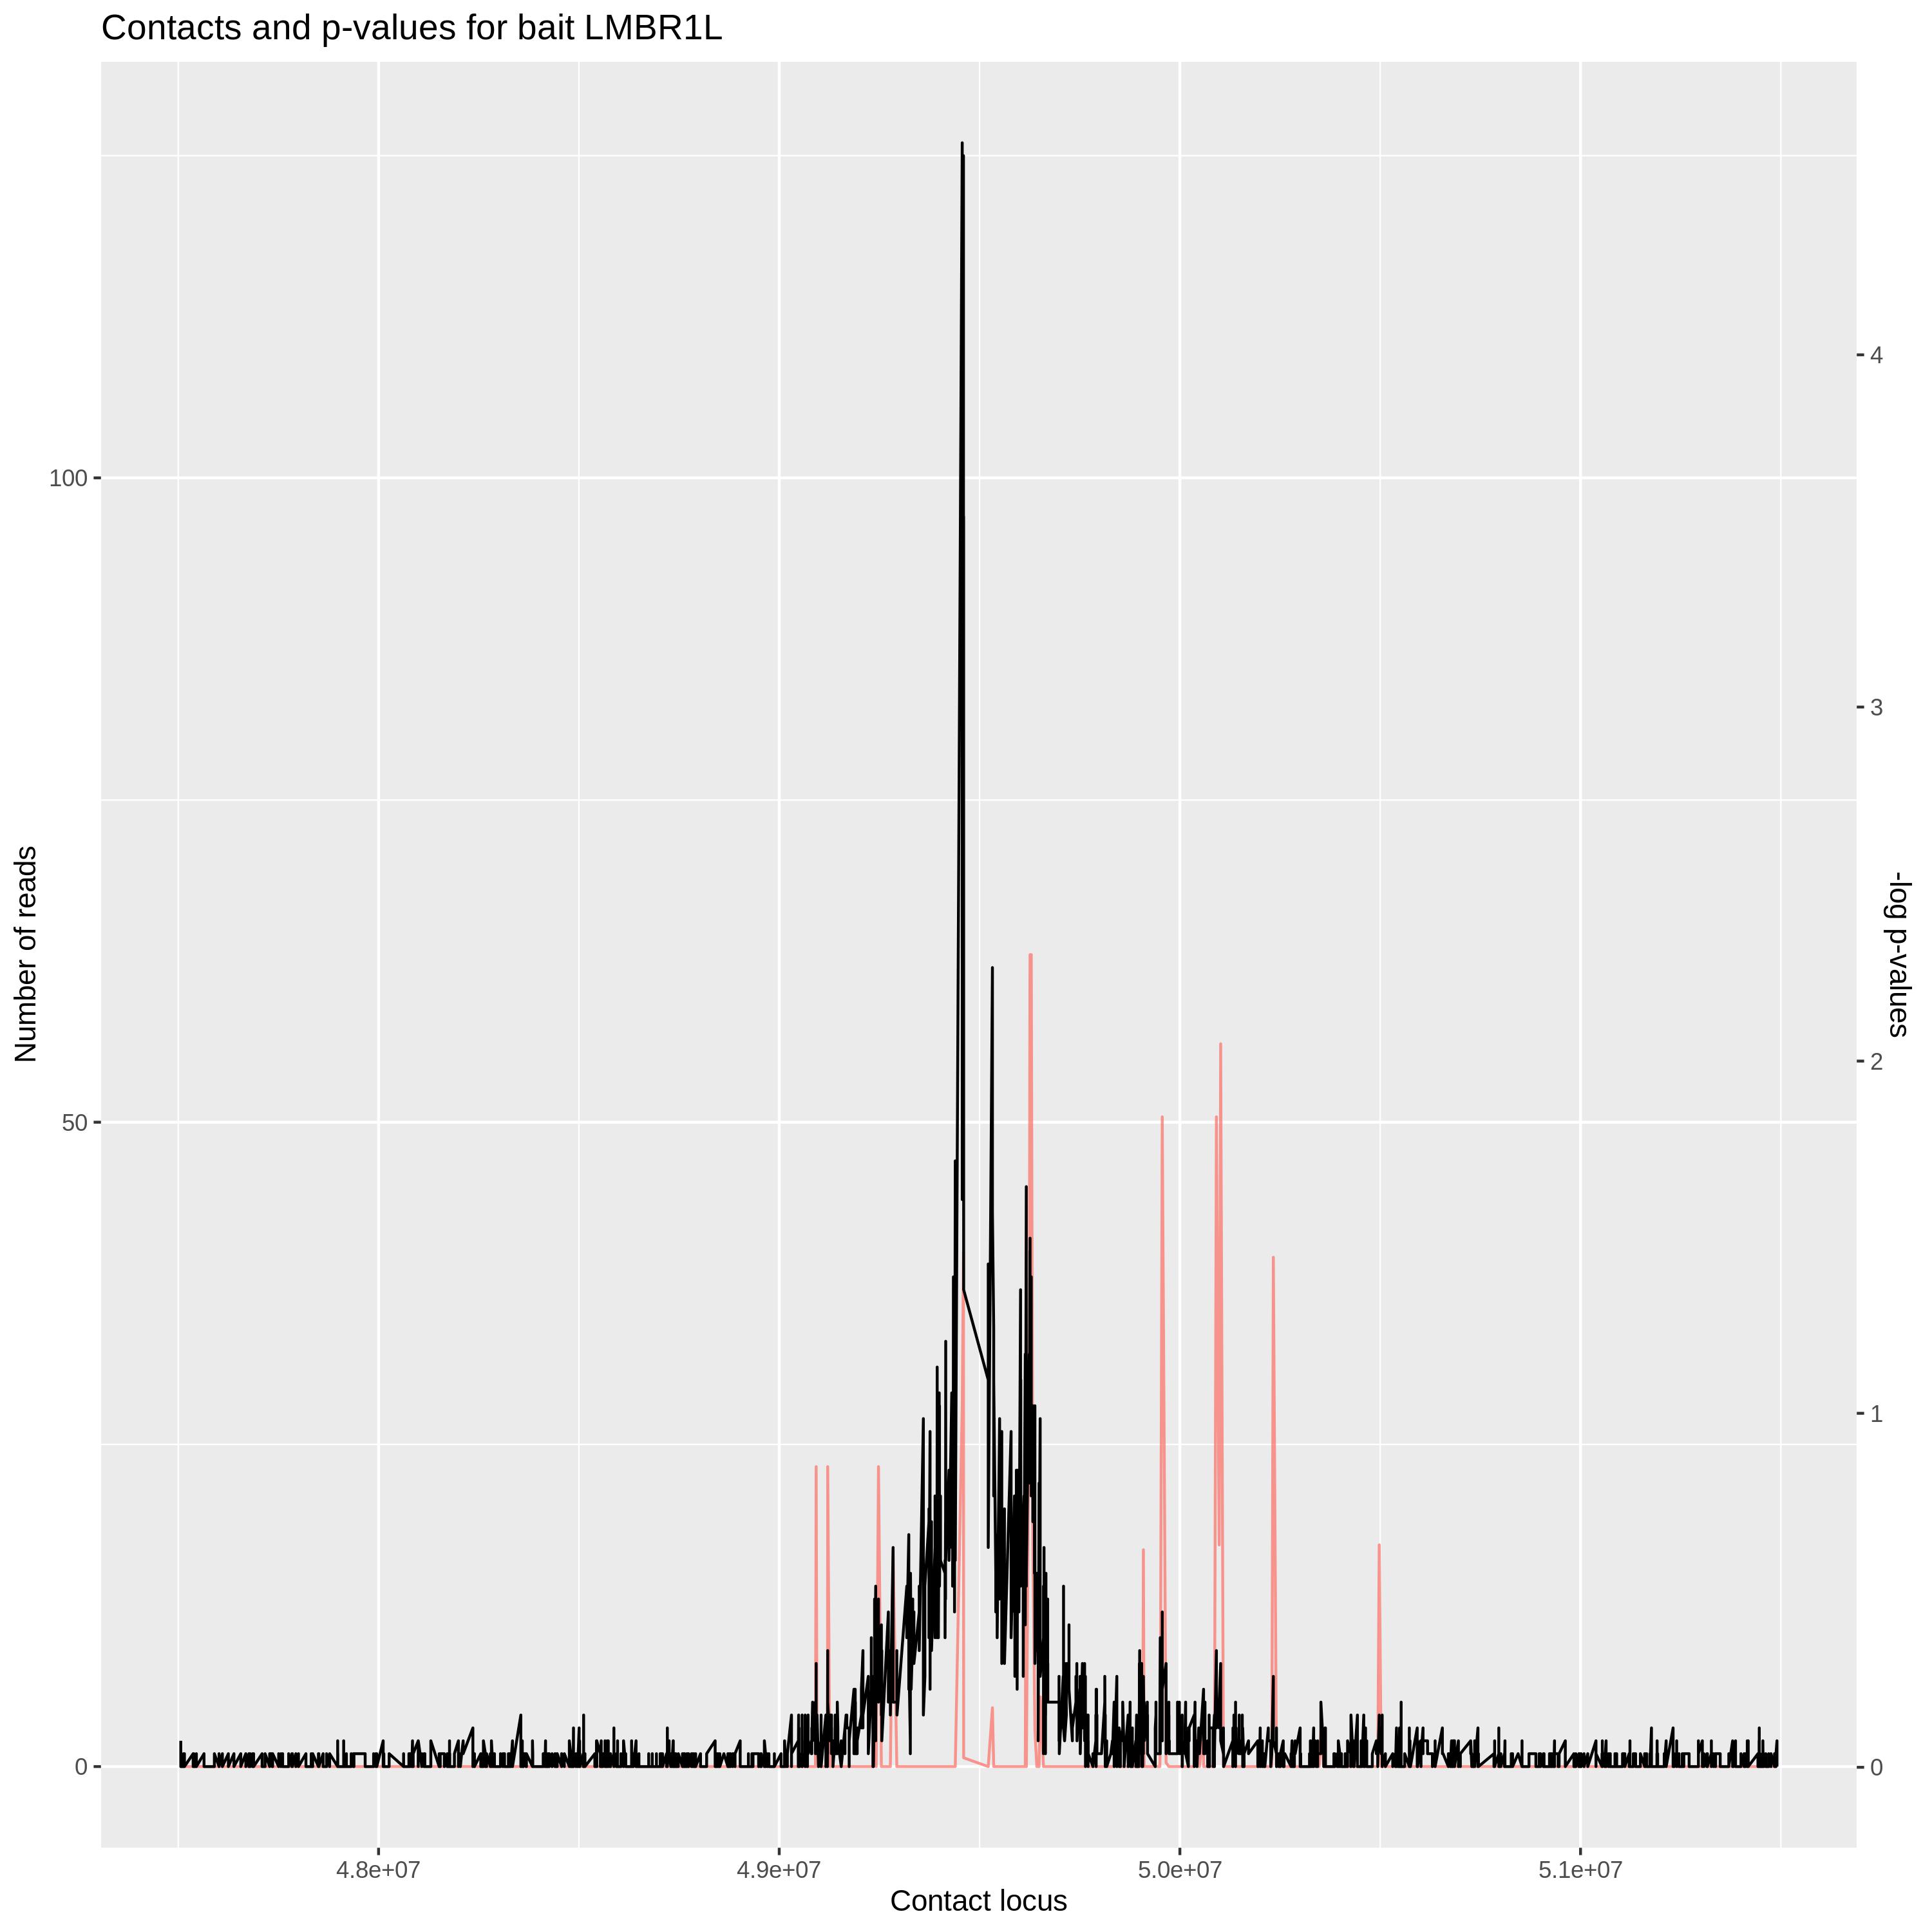 Contacts and p-values for bait LMBR1L
100
50
0
Number of reads
4
3
2
1
0
-log p-values
4.8e+07 4.9e+07 5.0e+07 5.1e+07
Contact locus